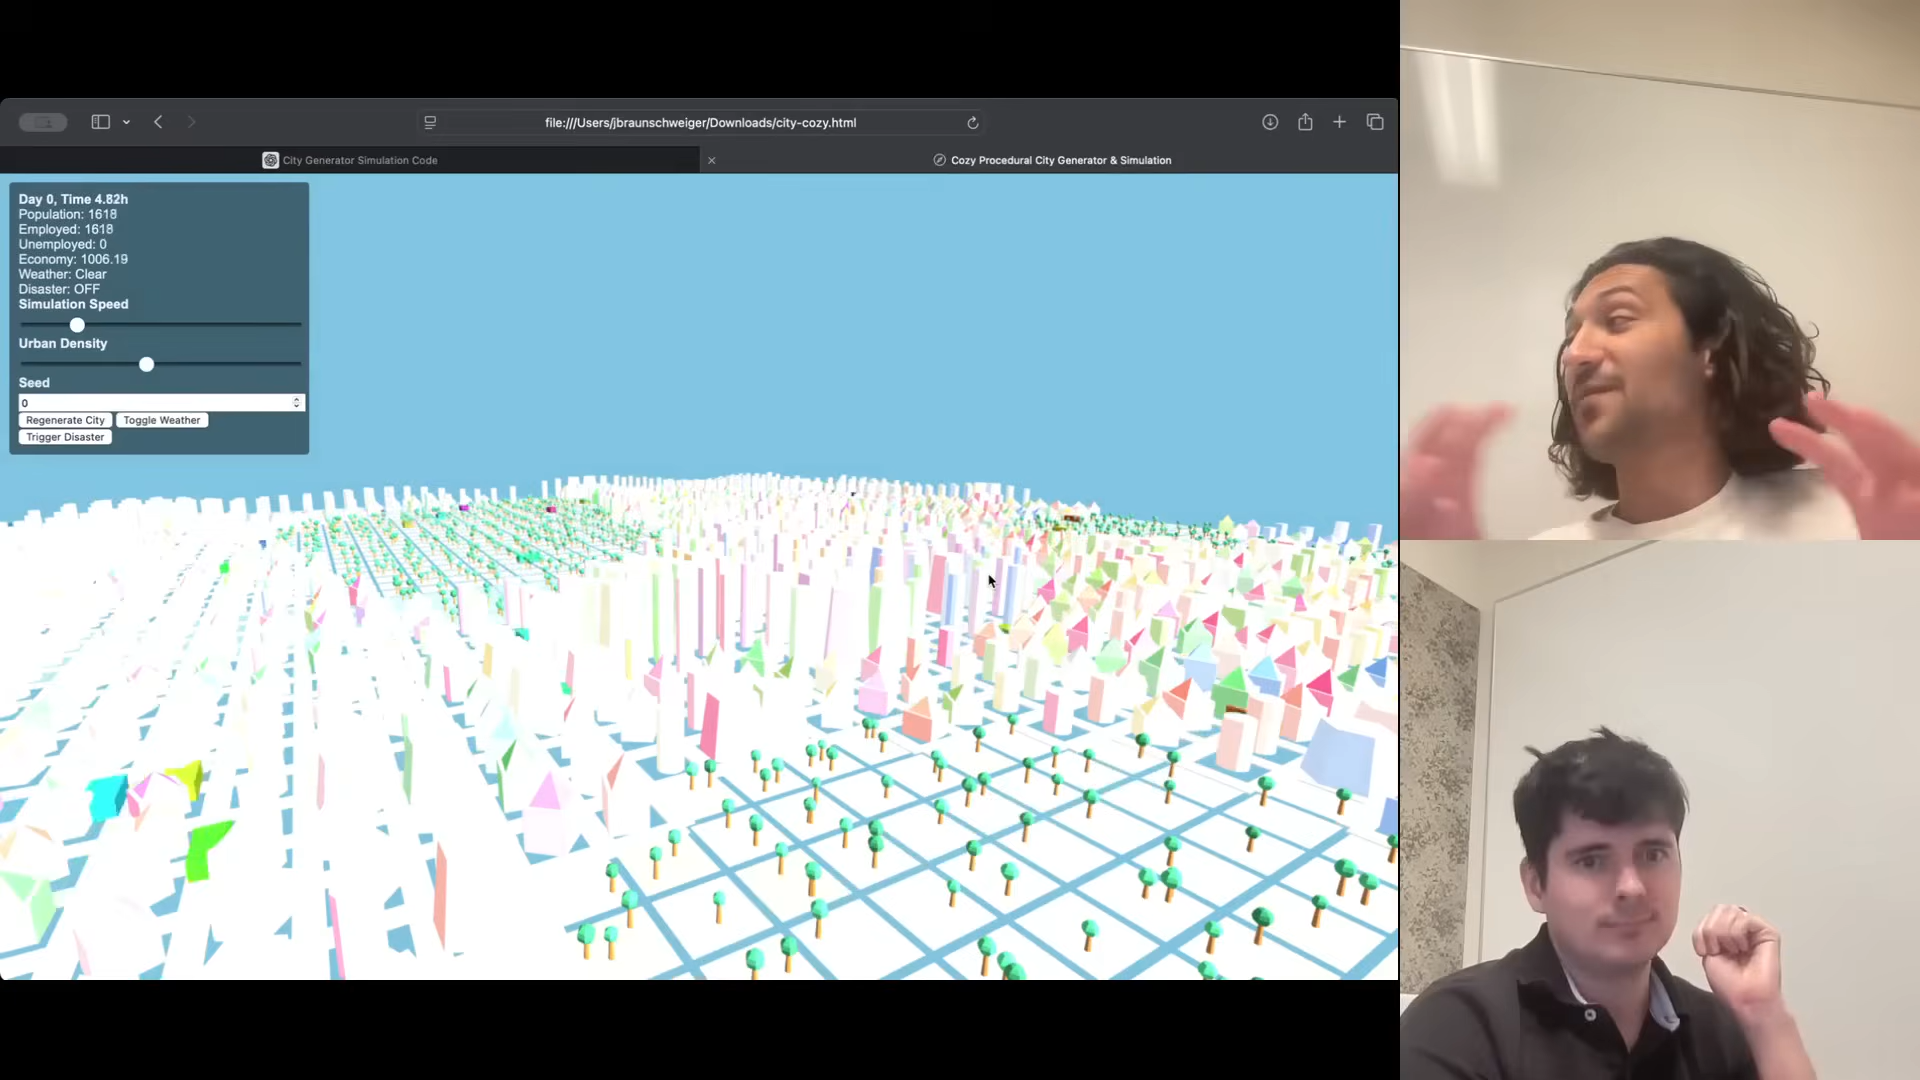 file:///Users/jbraunschweiger/Downloads/city-cozy.html
City Generator Simulation Code
Cozy Procedural City Generator & Simulation
Day 0, Time 4.82h
Population: 1618
Employed: 1618
Unemployed: 0
Economy: 1006.19
Weather: Clear
Disaster: OFF
Simulation Speed
Urban Density
Seed
0
Regenerate City
Toggle Weather
Trigger Disaster